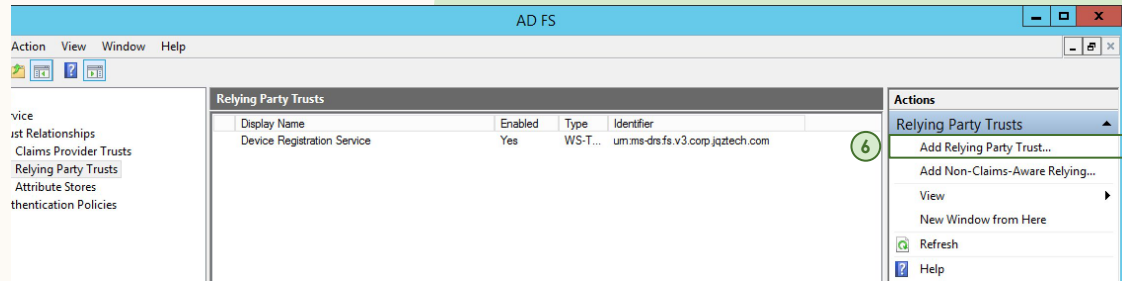 AD FS
Action View Window Help
Relying Party Trusts
Display Name Enabled Type Identifier
Device Registration Service Yes WS-T... urn:ms-drs:fs.v3.corp.jqztech.com
vice
ust Relationships
Claims Provider Trusts
Relying Party Trusts
Attribute Stores
thentication Policies
Actions
Relying Party Trusts
6 Add Relying Party Trust...
Add Non-Claims-Aware Relying...
View
New Window from Here
Refresh
Help